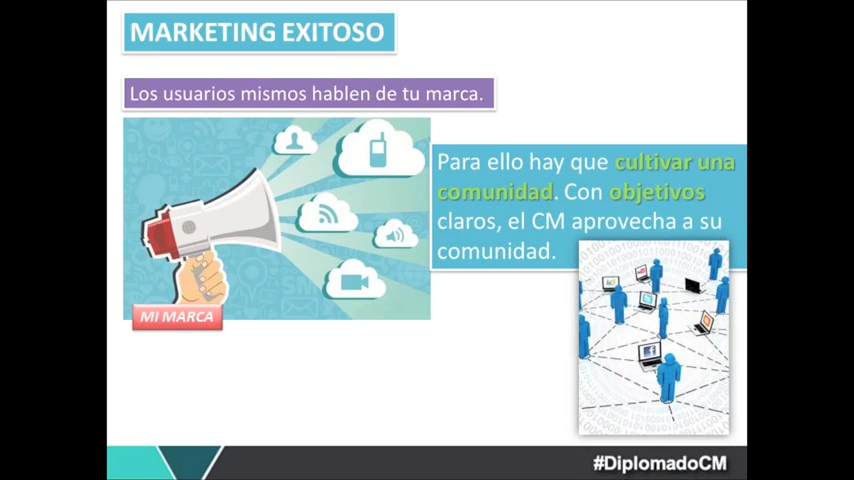 MARKETING EXITOSO
Los usuarios mismos hablen de tu marca.
Para ello hay que cultivar una
comunidad. Con objetivos
claros, el CM aprovecha a su
comunidad.
MI MARCA
#DiplomadoCM